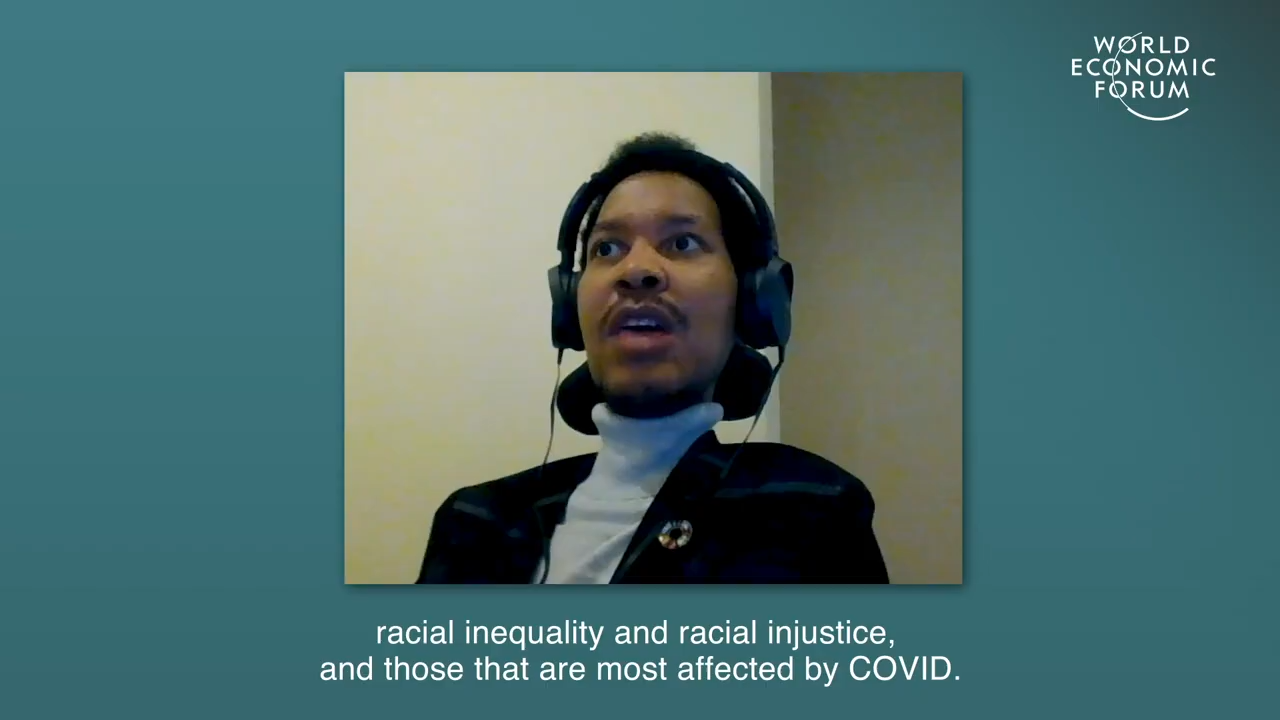 WORLD
ECONOMIC
FORUM
racial inequality and racial injustice,
and those that are most affected by COVID.